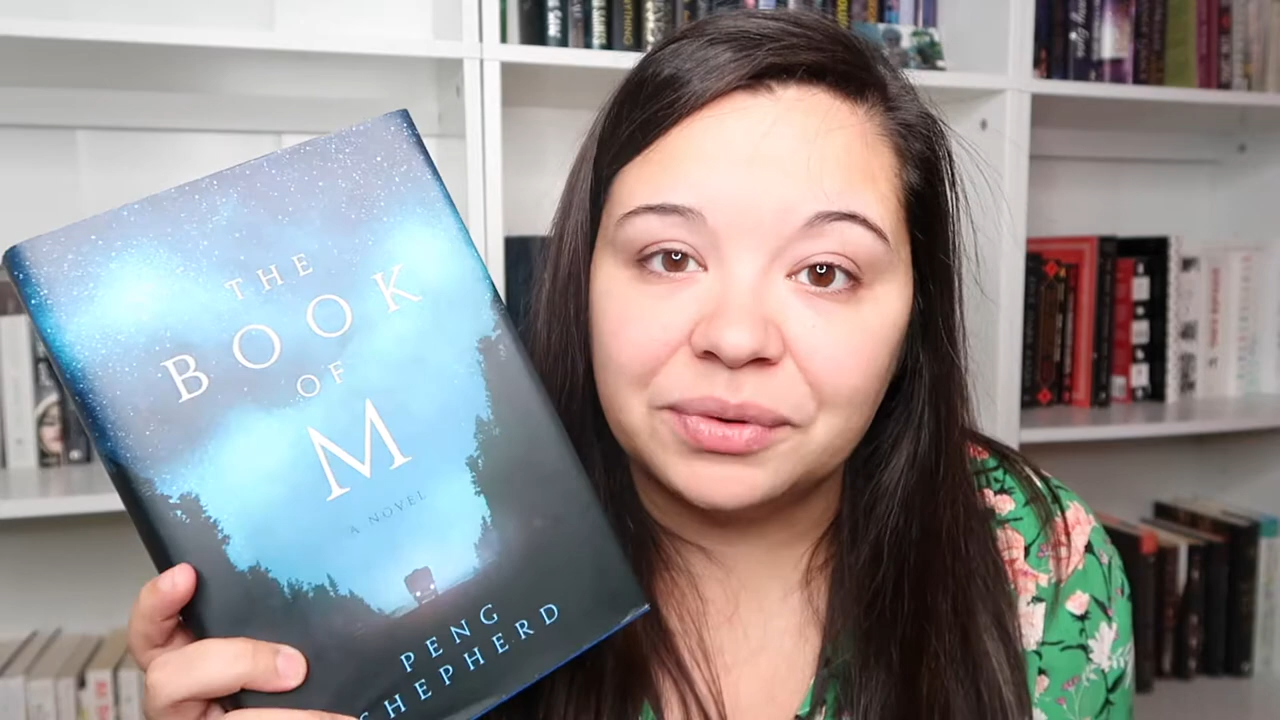 THE
BOOK
OF
M
A NOVEL
PENG
SHEPHERD